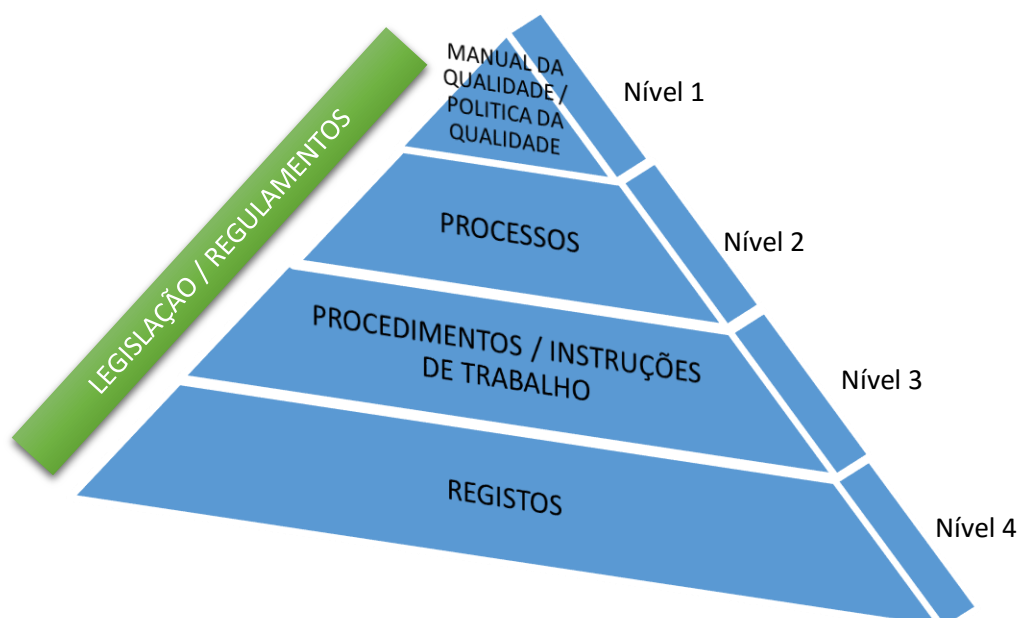 LEGISLAÇÃO / REGULAMENTOS
MANUAL DA
QUALIDADE /
POLITICA DA
QUALIDADE
Nível 1
PROCESSOS
Nível 2
PROCEDIMENTOS / INSTRUÇÕES
DE TRABALHO
Nível 3
REGISTOS
Nível 4